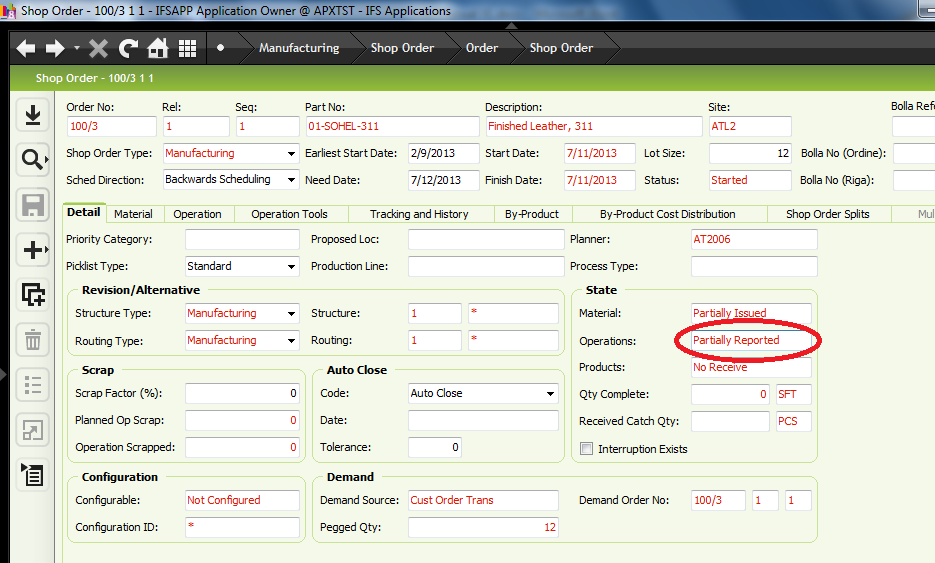 Shop Order - 100/3 1 1 - IFSAPP Application Owner @ APXTST - IFS Applications
Manufacturing Shop Order Order Shop Order
Shop Order - 100/3 1 1
Order No: Rel: Seq: Part No: Description: Site: Bolla Refe
100/3 1 1 01-SOHEL-311 Finished Leather, 311 ATL2
Shop Order Type: Manufacturing Earliest Start Date: 2/9/2013 Start Date: 7/11/2013 Lot Size: 12 Bolla No (Ordine):
Sched Direction: Backwards Scheduling Need Date: 7/12/2013 Finish Date: 7/11/2013 Status: Started Bolla No (Riga):
Detail Material Operation Operation Tools Tracking and History By-Product By-Product Cost Distribution Shop Order Splits Mul
Priority Category: Proposed Loc: Planner: AT2006
Picklist Type: Standard Production Line: Process Type:
Revision/Alternative State
Structure Type: Manufacturing Structure: 1 * Material: Partially Issued
Routing Type: Manufacturing Routing: 1 * Operations: Partially Reported
Scrap Auto Close Products: No Receive
Scrap Factor (%): 0 Code: Auto Close Qty Complete: 0 SFT
Planned Op Scrap: 0 Date: Received Catch Qty: PCS
Operation Scrapped: 0 Tolerance: 0 Interruption Exists
Configuration Demand
Configurable: Not Configured Demand Source: Cust Order Trans Demand Order No: 100/3 1 1
Configuration ID: * Pegged Qty: 12